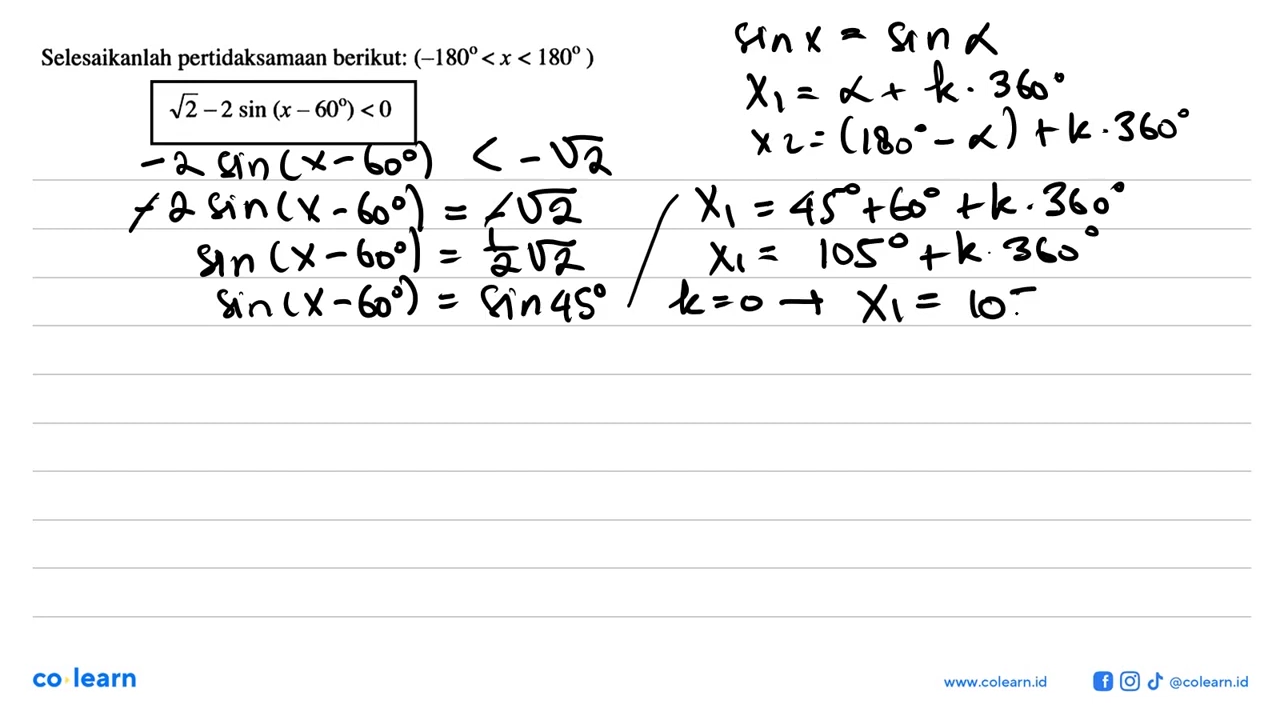 Selesaikanlah pertidaksamaan berikut: (–180° < x < 180° )
√2 – 2 sin (x – 60°) < 0
-2 sin(x-60°) < -√2
-2 sin(x-60°) = -√2
sin(x-60°) = 1/2 √2
sin(x-60°) = sin 45°
sin x = sin α
x1 = α + k · 360°
x2 = (180° - α) + k · 360°
x1 = 45° + 60° + k · 360°
x1 = 105° + k · 360°
k = 0 → x1 = 105
co learn
www.colearn.id
@colearn.id